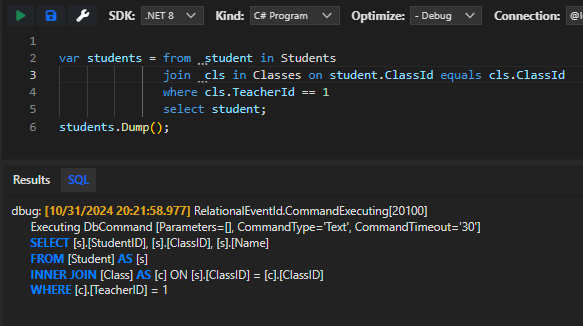 SDK: .NET 8 Kind: C# Program Optimize: - Debug Connection:
1
2 var students = from student in Students
3 join cls in Classes on student.ClassId equals cls.ClassId
4 where cls.TeacherId == 1
5 select student;
6 students.Dump();
Results SQL
dbug: [10/31/2024 20:21:58.977] RelationalEventId.CommandExecuting[20100]
Executing DbCommand [Parameters=[], CommandType='Text', CommandTimeout='30']
SELECT [s].[StudentID], [s].[ClassID], [s].[Name]
FROM [Student] AS [s]
INNER JOIN [Class] AS [c] ON [s].[ClassID] = [c].[ClassID]
WHERE [c].[TeacherID] = 1